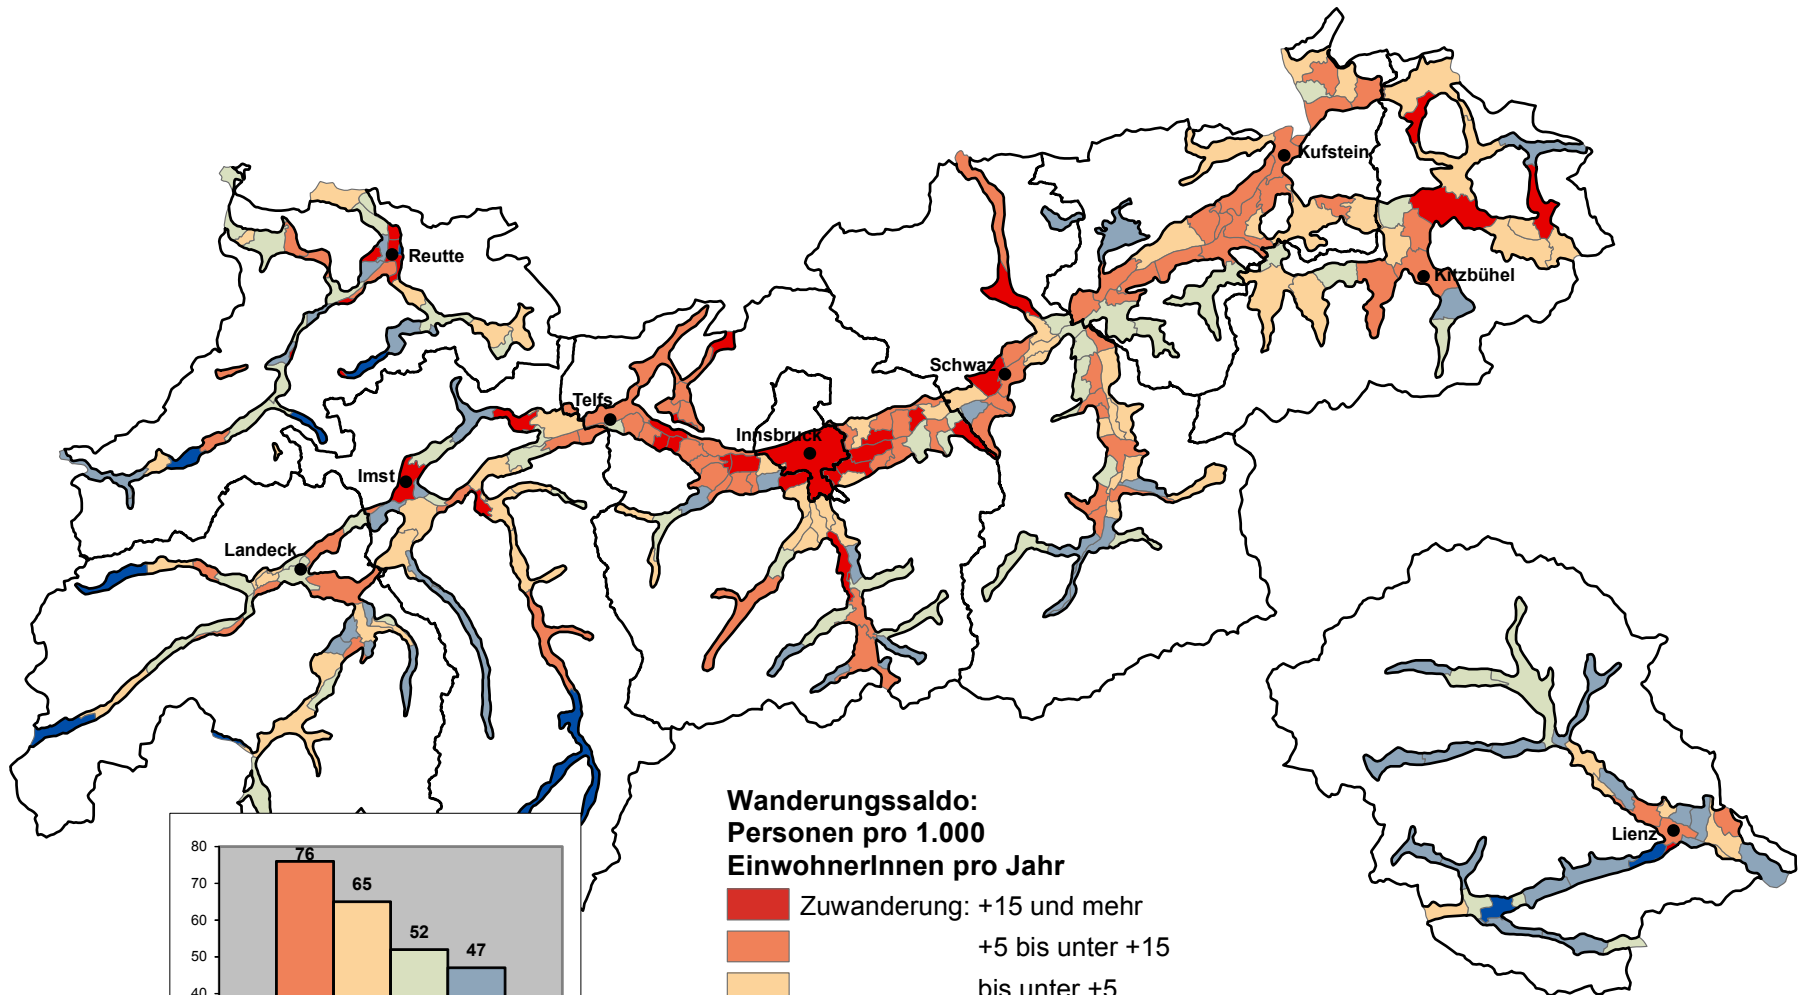 Kufstein
Reutte
Kitzbühel
Schwaz
Telfs
Innsbruck
Imst
Landeck
Lienz
80
70
60
50
40
76
65
52
47
Wanderungssaldo:
Personen pro 1.000
EinwohnerInnen pro Jahr
Zuwanderung: +15 und mehr
+5 bis unter +15
bis unter +5